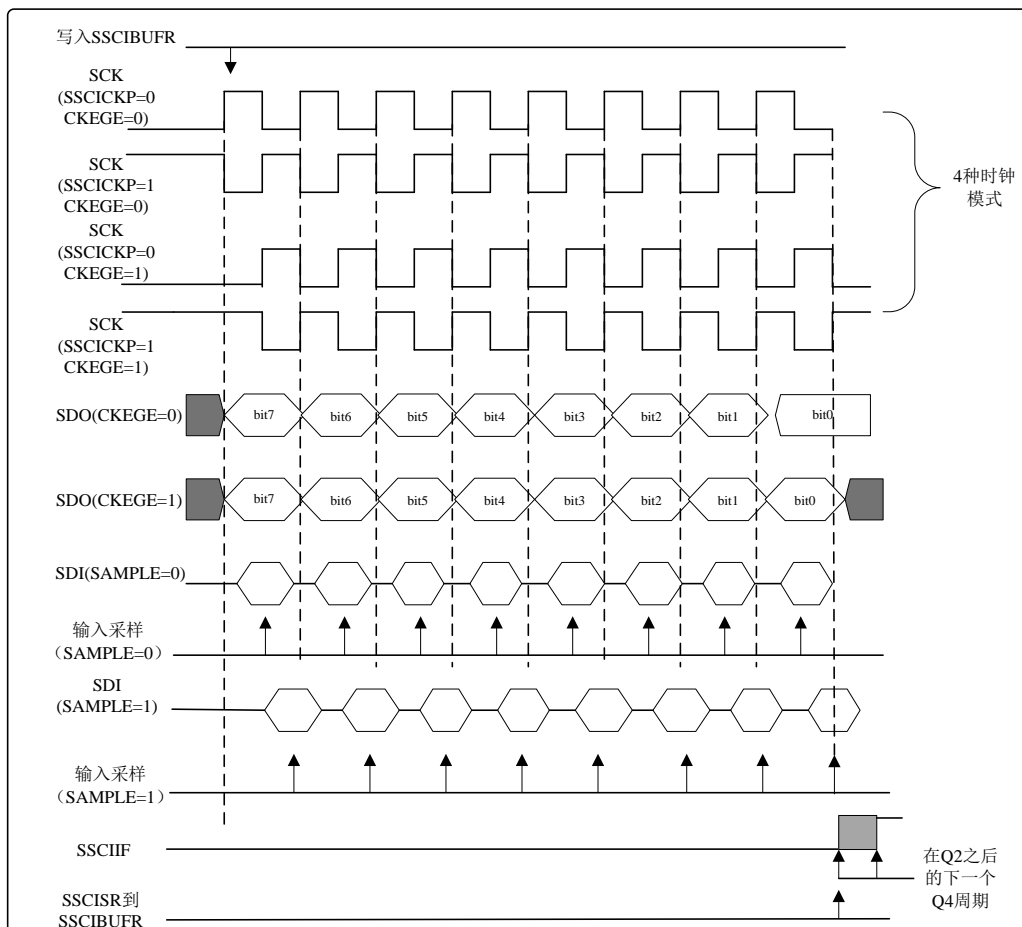 写入SSCIBUFR
SCK
(SSCICKP=0
CKEGE=0)
SCK
(SSCICKP=1
CKEGE=0)
SCK
(SSCICKP=0
CKEGE=1)
SCK
(SSCICKP=1
CKEGE=1)
4种时钟
模式
SDO(CKEGE=0)
bit7 bit6 bit5 bit4 bit3 bit2 bit1 bit0
SDO(CKEGE=1)
bit7 bit6 bit5 bit4 bit3 bit2 bit1 bit0
SDI(SAMPLE=0)
输入采样
（SAMPLE=0）
SDI
(SAMPLE=1)
输入采样
（SAMPLE=1）
SSCIIF
在Q2之后
的下一个
Q4周期
SSCISR到
SSCIBUFR